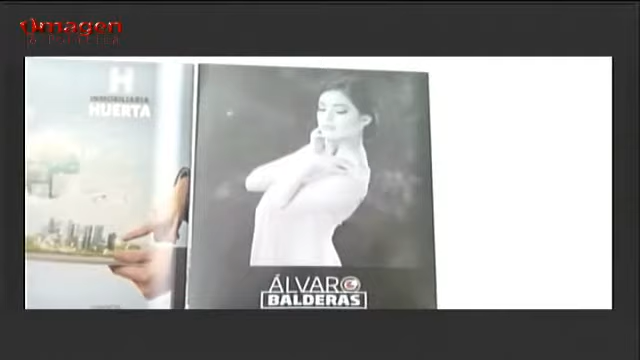 Imagen
H
INMOBILIARIA
HUERTA
ÁLVARO
BALDERAS